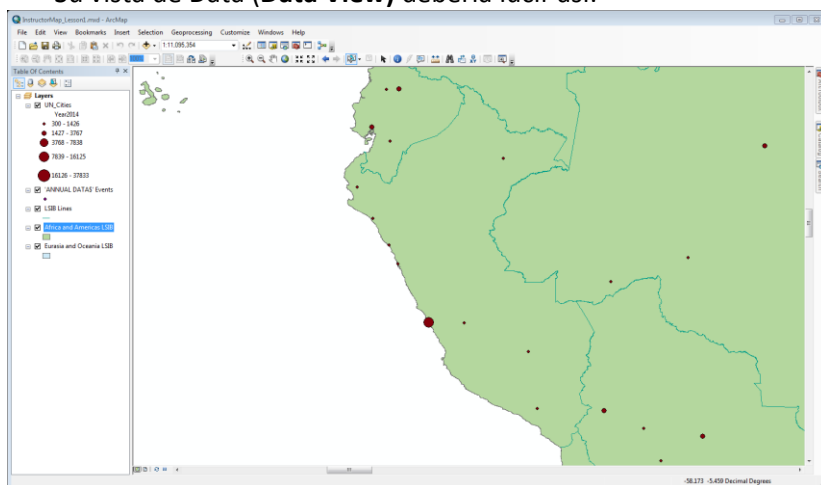 Su vista de Data (Data View) debería lucir así:
InstructorMap_Lesson1.mxd - ArcMap
File Edit View Bookmarks Insert Selection Geoprocessing Customize Windows Help
1:11,095,354
Table Of Contents
Layers
UN_Cities
Year2014
300 - 1426
1427 - 3767
3768 - 7838
7839 - 16125
16126 - 37833
'ANNUAL DATA$' Events
LSIB Lines
Africa and Americas LSIB
Eurasia and Oceania LSIB
-58.173 -5.459 Decimal Degrees